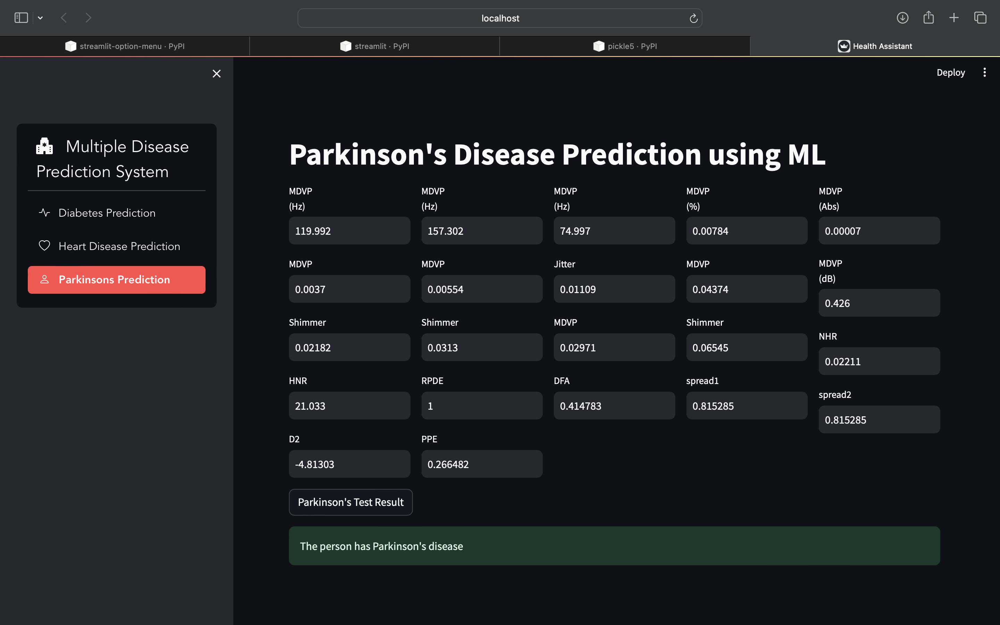 localhost
streamlit-option-menu · PyPI
streamlit · PyPI
pickle5 · PyPI
Health Assistant
Deploy
Multiple Disease
Prediction System
Diabetes Prediction
Heart Disease Prediction
Parkinsons Prediction
Parkinson's Disease Prediction using ML
MDVP
(Hz)
119.992
MDVP
(Hz)
157.302
MDVP
(Hz)
74.997
MDVP
(%)
0.00784
MDVP
(Abs)
0.00007
MDVP
0.0037
MDVP
0.00554
Jitter
0.01109
MDVP
0.04374
MDVP
(dB)
0.426
Shimmer
0.02182
Shimmer
0.0313
MDVP
0.02971
Shimmer
0.06545
NHR
0.02211
HNR
21.033
RPDE
1
DFA
0.414783
spread1
0.815285
spread2
0.815285
D2
-4.81303
PPE
0.266482
Parkinson's Test Result
The person has Parkinson's disease